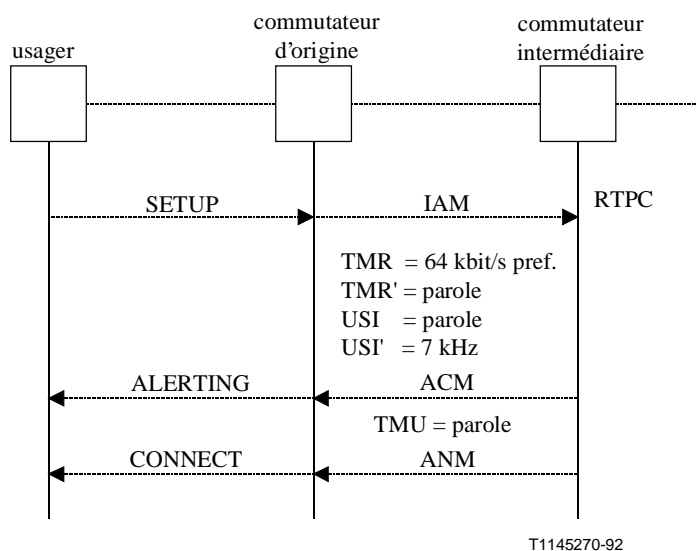 usager
commutateur
d'origine
commutateur
intermédiaire
SETUP
IAM
RTPC
TMR = 64 kbit/s pref.
TMR' = parole
USI = parole
USI' = 7 kHz
ALERTING
ACM
TMU = parole
CONNECT
ANM
T1145270-92